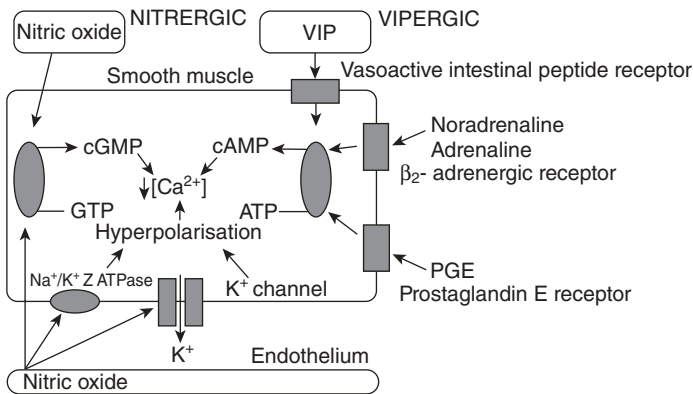 Nitric oxide
NITRERGIC
VIP
VIPERGIC
Smooth muscle
Vasoactive intestinal peptide receptor
cGMP
cAMP
Noradrenaline
Adrenaline
β₂- adrenergic receptor
[Ca²⁺]
GTP
ATP
Hyperpolarisation
Na⁺/K⁺ Z ATPase
K⁺ channel
PGE
Prostaglandin E receptor
K⁺
Endothelium
Nitric oxide